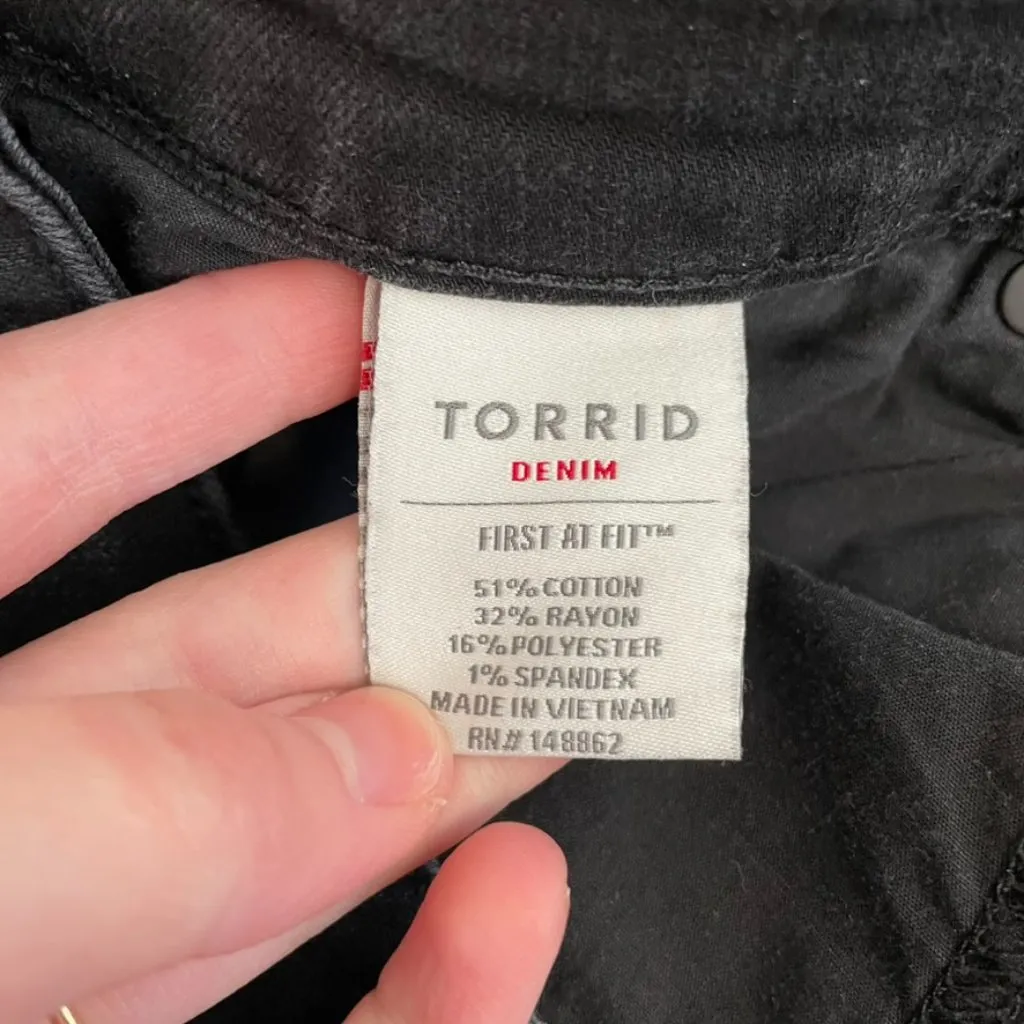 TORRID
DENIM
FIRST AT FIT™
51% COTTON
32% RAYON
16% POLYESTER
1% SPANDEX
MADE IN VIETNAM
RN# 148862